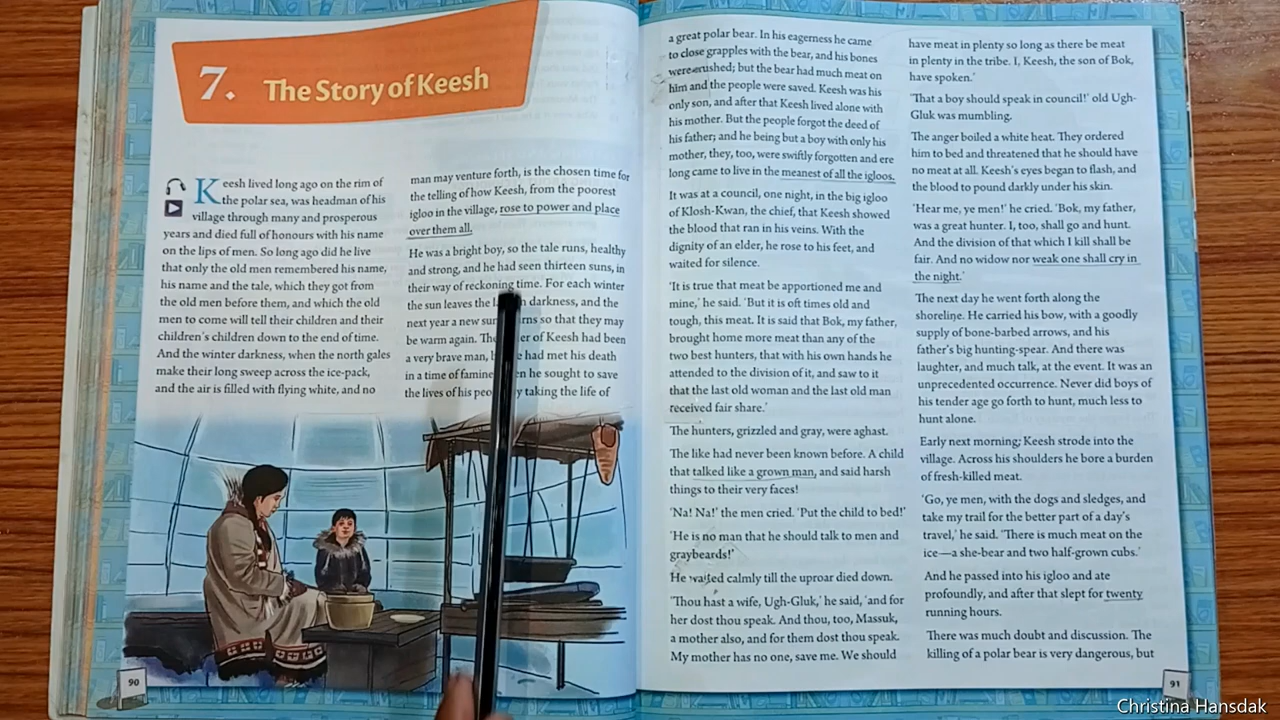 7. The Story of Keesh
Keesh lived long ago on the rim of
the polar sea, was headman of his
village through many and prosperous
years and died full of honours with his name
on the lips of men. So long ago did he live
that only the old men remembered his name,
his name and the tale, which they got from
the old men before them, and which the old
men to come will tell their children and their
children's children down to the end of time.
And the winter darkness, when the north gales
make their long sweep across the ice-pack,
and the air is filled with flying white, and no
man may venture forth, is the chosen time for
the telling of how Keesh, from the poorest
igloo in the village, rose to power and place
over them all.
He was a bright boy, so the tale runs, healthy
and strong, and he had seen thirteen suns, in
their way of reckoning time. For each winter
the sun leaves the darkness, and the
next year a new sun so that they may
be warm again. The of Keesh had been
a very brave man, had met his death
in a time of famine he sought to save
the lives of his taking the life of
90
a great polar bear. In his eagerness he came
to close grapples with the bear, and his bones
were crushed; but the bear had much meat on
him and the people were saved. Keesh was his
only son, and after that Keesh lived alone with
his mother. But the people forgot the deed of
his father; and he being but a boy with only his
mother, they, too, were swiftly forgotten and ere
long came to live in the meanest of all the igloos.
It was at a council, one night, in the big igloo
of Klosh-Kwan, the chief, that Keesh showed
the blood that ran in his veins. With the
dignity of an elder, he rose to his feet, and
waited for silence.
'It is true that meat be apportioned me and
mine,' he said. 'But it is oft times old and
tough, this meat. It is said that Bok, my father,
brought home more meat than any of the
two best hunters, that with his own hands he
attended to the division of it, and saw to it
that the last old woman and the last old man
received fair share.'
The hunters, grizzled and gray, were aghast.
The like had never been known before. A child
that talked like a grown man, and said harsh
things to their very faces!
'Na! Na!' the men cried. 'Put the child to bed!'
'He is no man that he should talk to men and
graybeards!'
He waited calmly till the uproar died down.
'Thou hast a wife, Ugh-Gluk,' he said, 'and for
her dost thou speak. And thou, too, Massuk,
a mother also, and for them dost thou speak.
My mother has no one, save me. We should
have meat in plenty so long as there be meat
in plenty in the tribe. I, Keesh, the son of Bok,
have spoken.'
'That a boy should speak in council!' old Ugh-
Gluk was mumbling.
The anger boiled a white heat. They ordered
him to bed and threatened that he should have
no meat at all. Keesh's eyes began to flash, and
the blood to pound darkly under his skin.
'Hear me, ye men!' he cried. 'Bok, my father,
was a great hunter. I, too, shall go and hunt.
And the division of that which I kill shall be
fair. And no widow nor weak one shall cry in
the night.'
The next day he went forth along the
shoreline. He carried his bow, with a goodly
supply of bone-barbed arrows, and his
father's big hunting-spear. And there was
laughter, and much talk, at the event. It was an
unprecedented occurrence. Never did boys of
his tender age go forth to hunt, much less to
hunt alone.
Early next morning; Keesh strode into the
village. Across his shoulders he bore a burden
of fresh-killed meat.
'Go, ye men, with the dogs and sledges, and
take my trail for the better part of a day's
travel,' he said. 'There is much meat on the
ice—a she-bear and two half-grown cubs.'
And he passed into his igloo and ate
profoundly, and after that slept for twenty
running hours.
There was much doubt and discussion. The
killing of a polar bear is very dangerous, but
91
Christina Hansdak